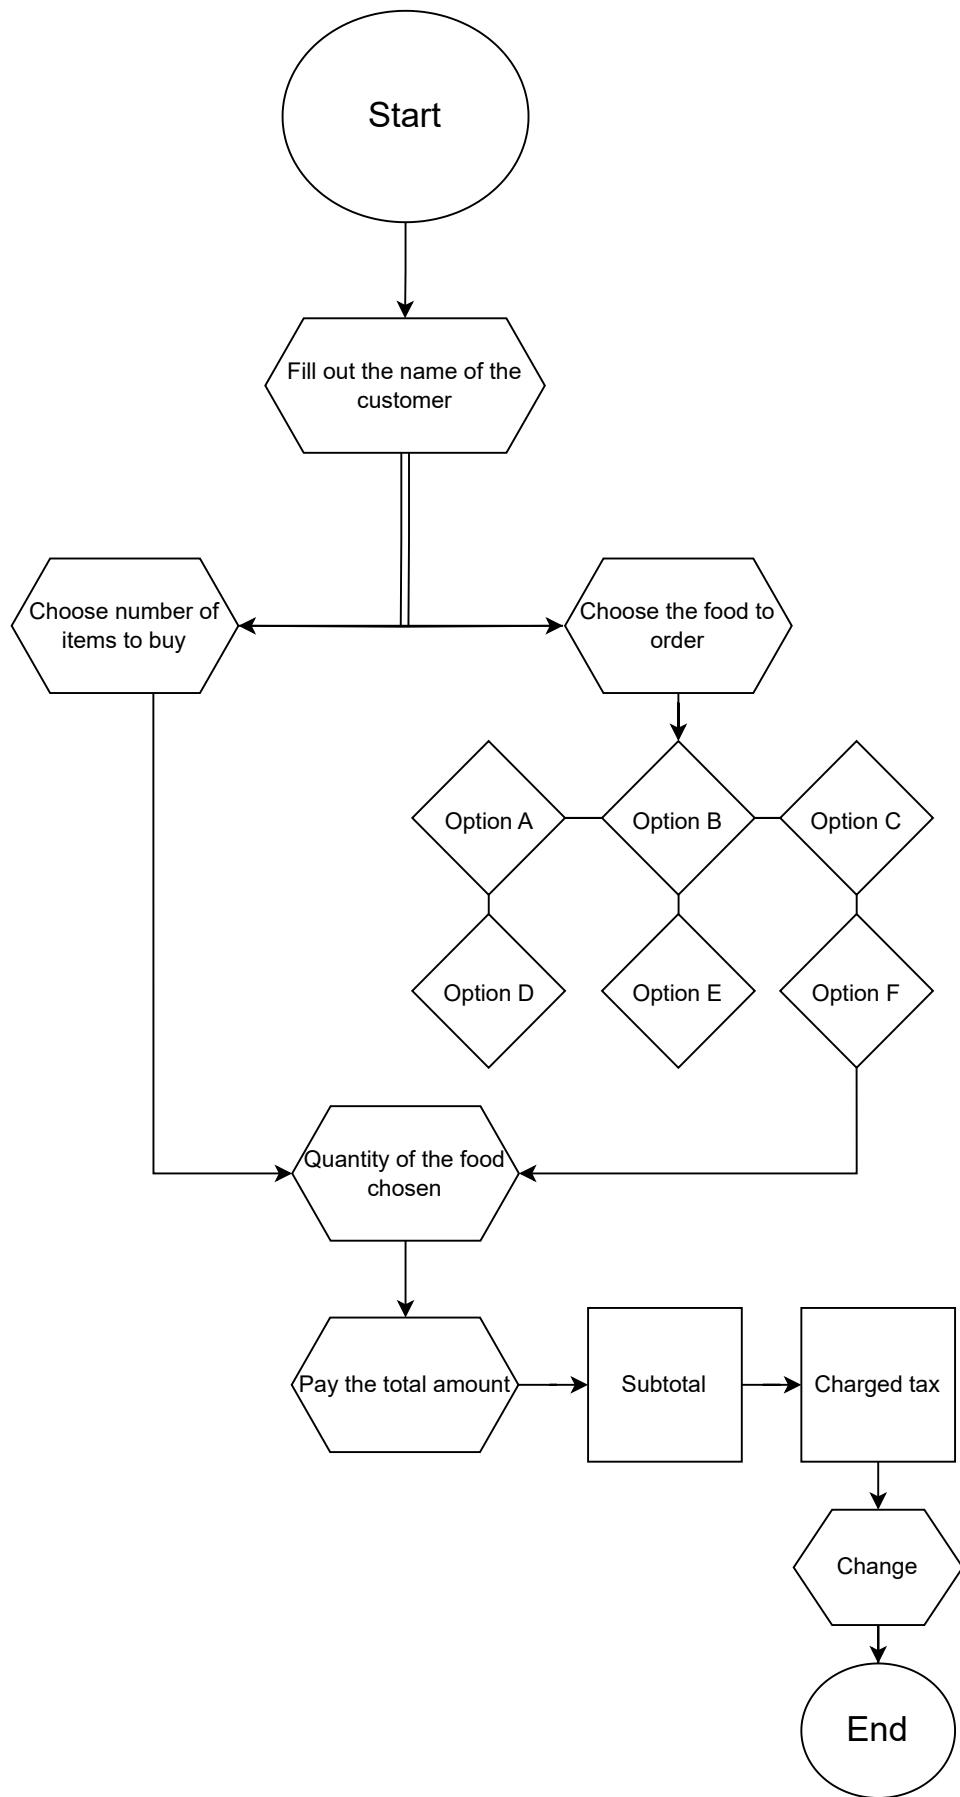 Start
Fill out the name of the
customer
Choose number of
items to buy
Choose the food to
order
Option A
Option B
Option C
Option D
Option E
Option F
Quantity of the food
chosen
Pay the total amount
Subtotal
Charged tax
Change
End